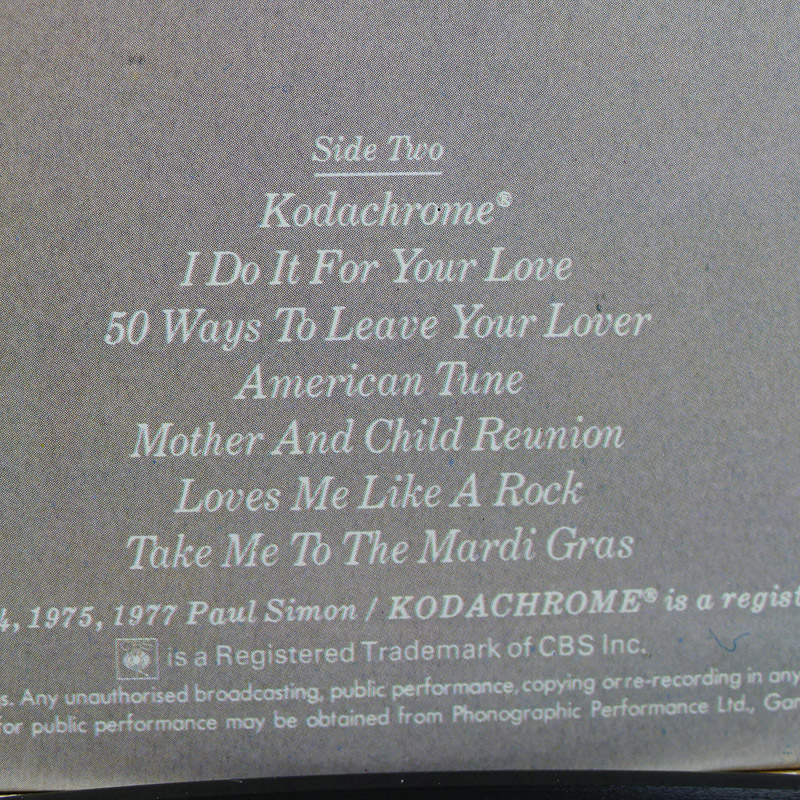 Side Two
Kodachrome®
I Do It For Your Love
50 Ways To Leave Your Lover
American Tune
Mother And Child Reunion
Loves Me Like A Rock
Take Me To The Mardi Gras
4, 1975, 1977 Paul Simon / KODACHROME® is a regist
is a Registered Trademark of CBS Inc.
s. Any unauthorised broadcasting, public performance, copying or re-recording in any
for public performance may be obtained from Phonographic Performance Ltd., Gan